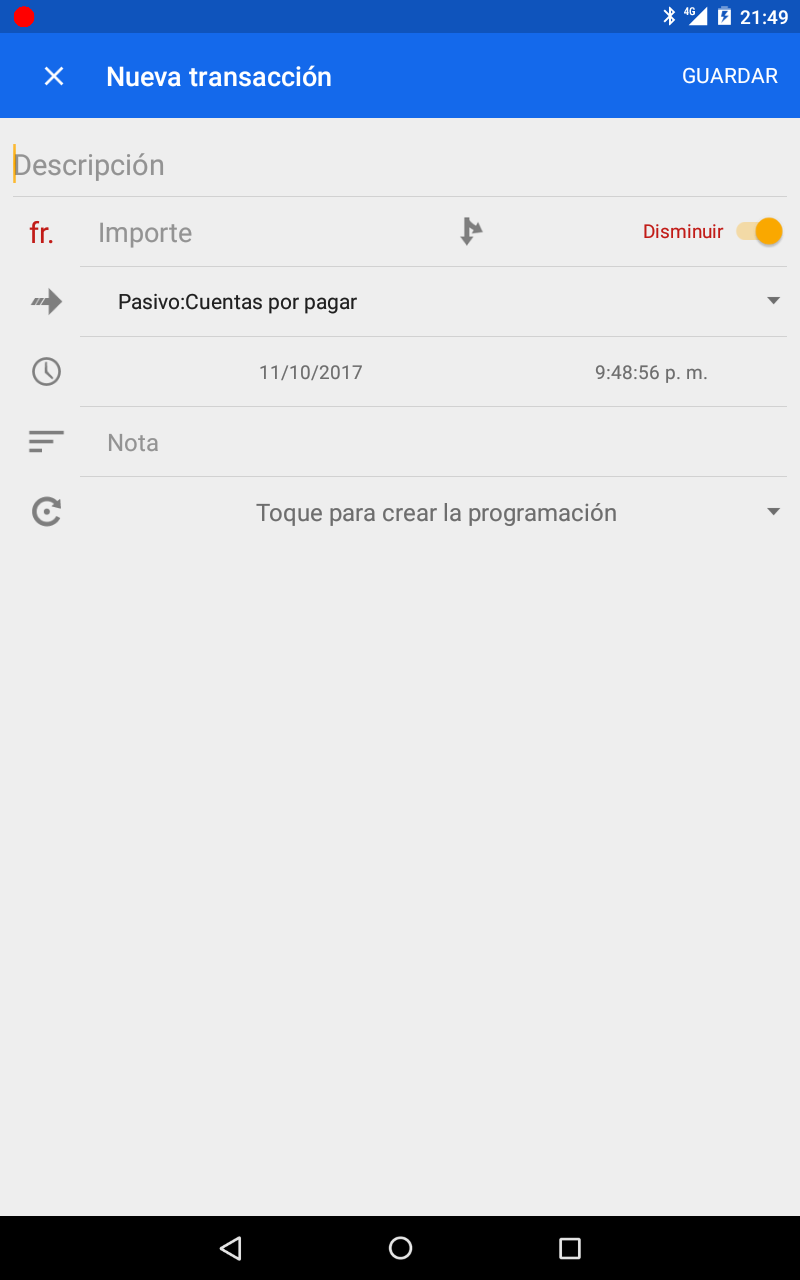 4G 21:49
Nueva transacción GUARDAR
Descripción
fr. Importe Disminuir
Pasivo:Cuentas por pagar
11/10/2017 9:48:56 p. m.
Nota
Toque para crear la programación